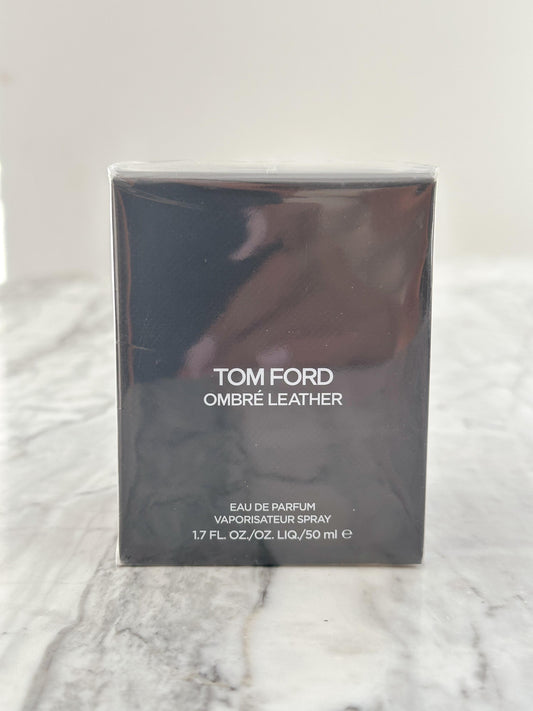 TOM FORD
OMBRÉ LEATHER
EAU DE PARFUM
VAPORISATEUR SPRAY
1.7 FL. OZ./OZ. LIQ./50 ml ℮